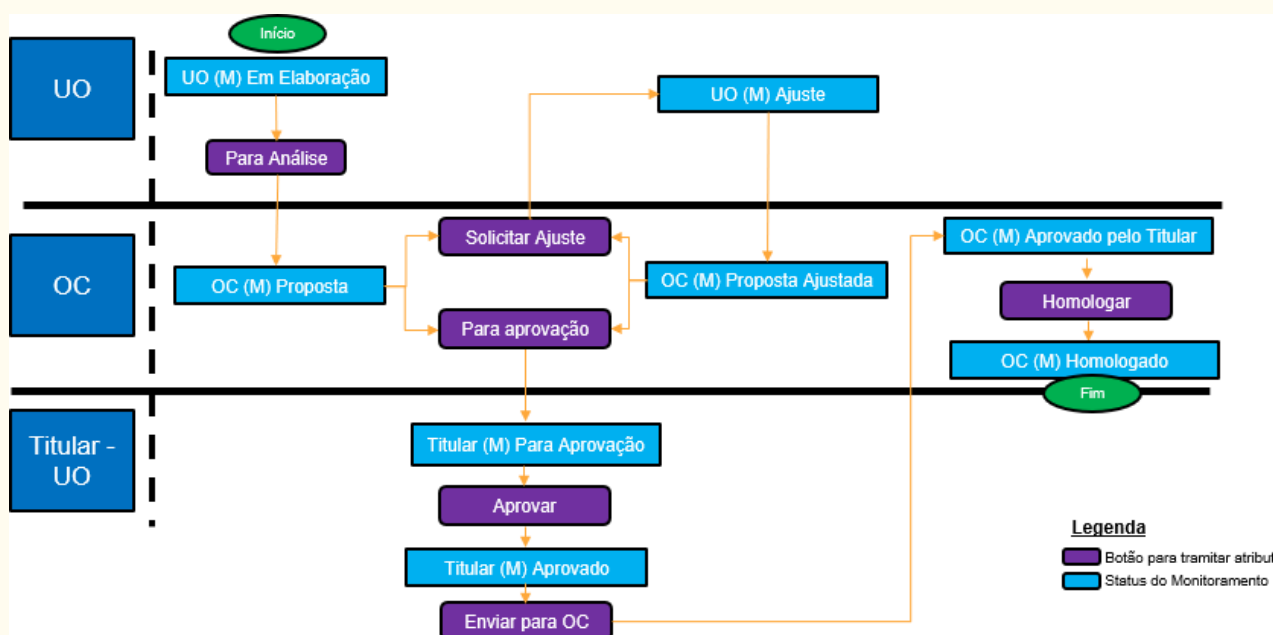 Início
UO
UO (M) Em Elaboração
UO (M) Ajuste
Para Análise
OC
Solicitar Ajuste
OC (M) Aprovado pelo Titular
OC (M) Proposta
OC (M) Proposta Ajustada
Homologar
Para aprovação
OC (M) Homologado
Fim
Titular -
UO
Titular (M) Para Aprovação
Aprovar
Titular (M) Aprovado
Enviar para OC
Legenda
Botão para tramitar atribut
Status do Monitoramento